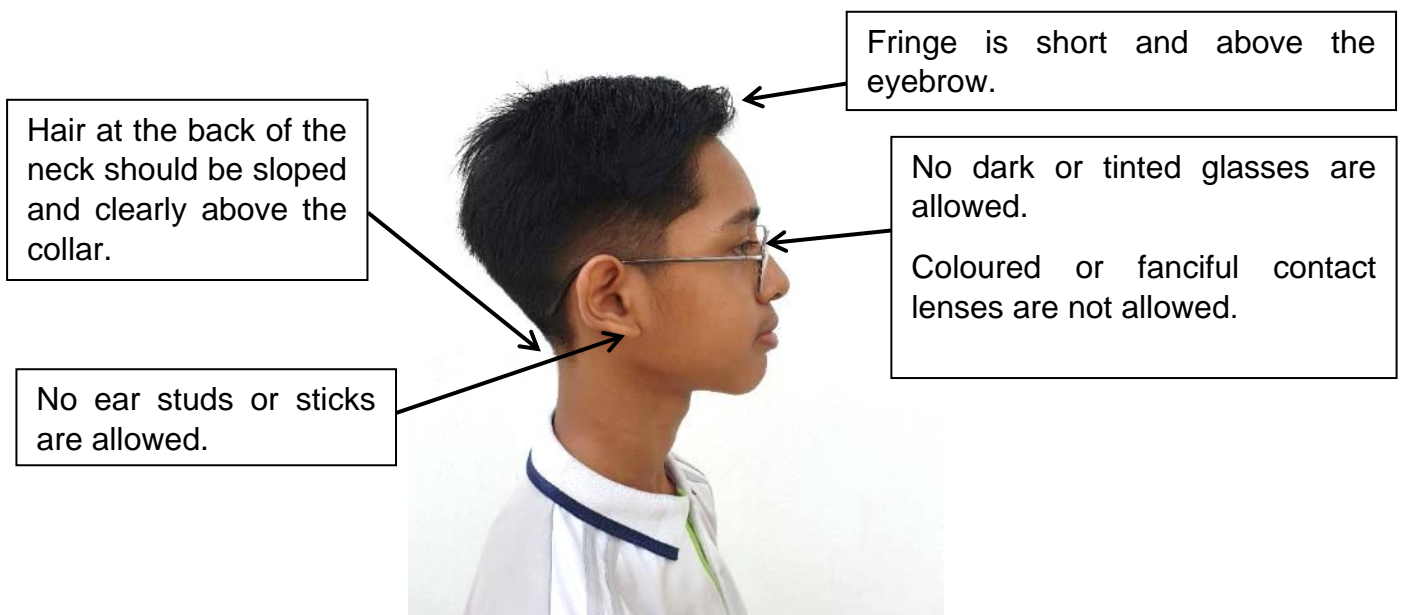 Fringe is short and above the
eyebrow.
Hair at the back of the
neck should be sloped
and clearly above the
collar.
No dark or tinted glasses are
allowed.
Coloured or fanciful contact
lenses are not allowed.
No ear studs or sticks
are allowed.